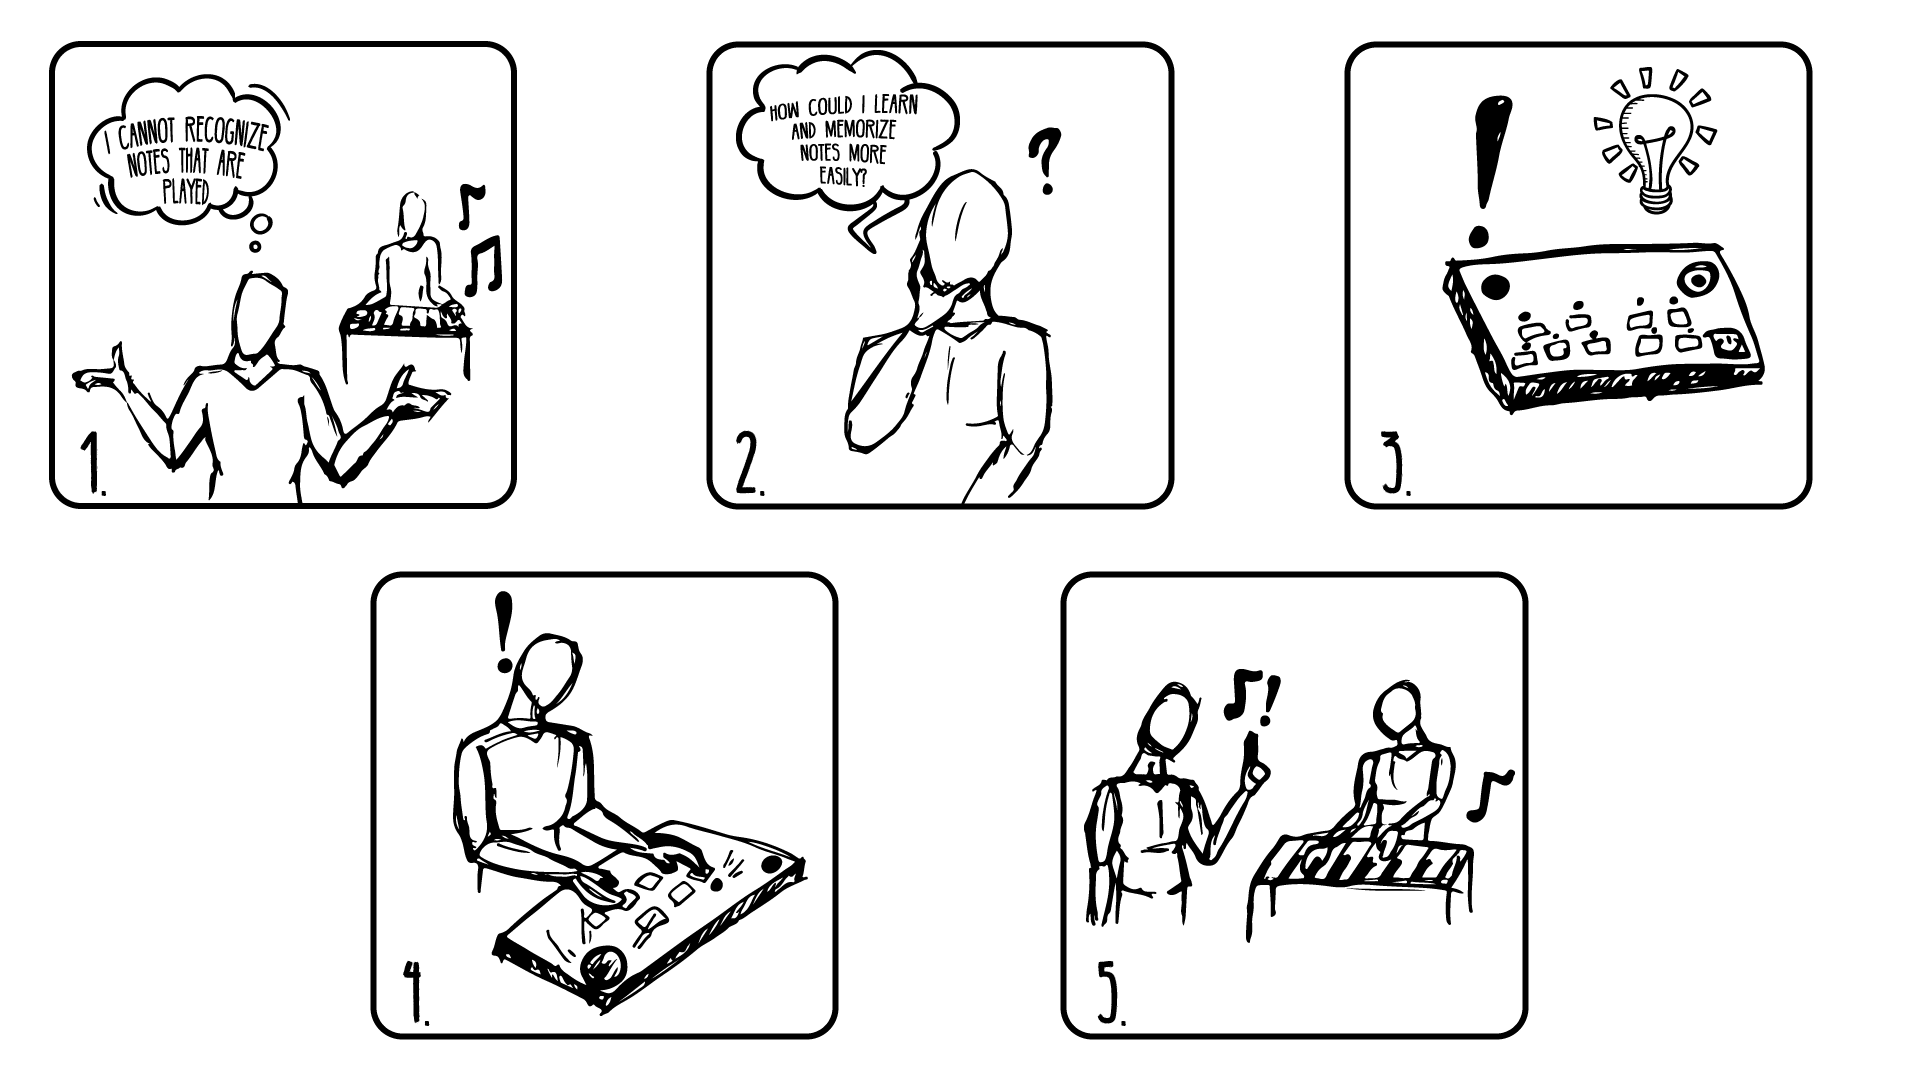 I CANNOT RECOGNIZE
NOTES THAT ARE
PLAYED
1.
HOW COULD I LEARN
AND MEMORIZE
NOTES MORE
EASILY?
?
2.
!
3.
!
4.
!
5.